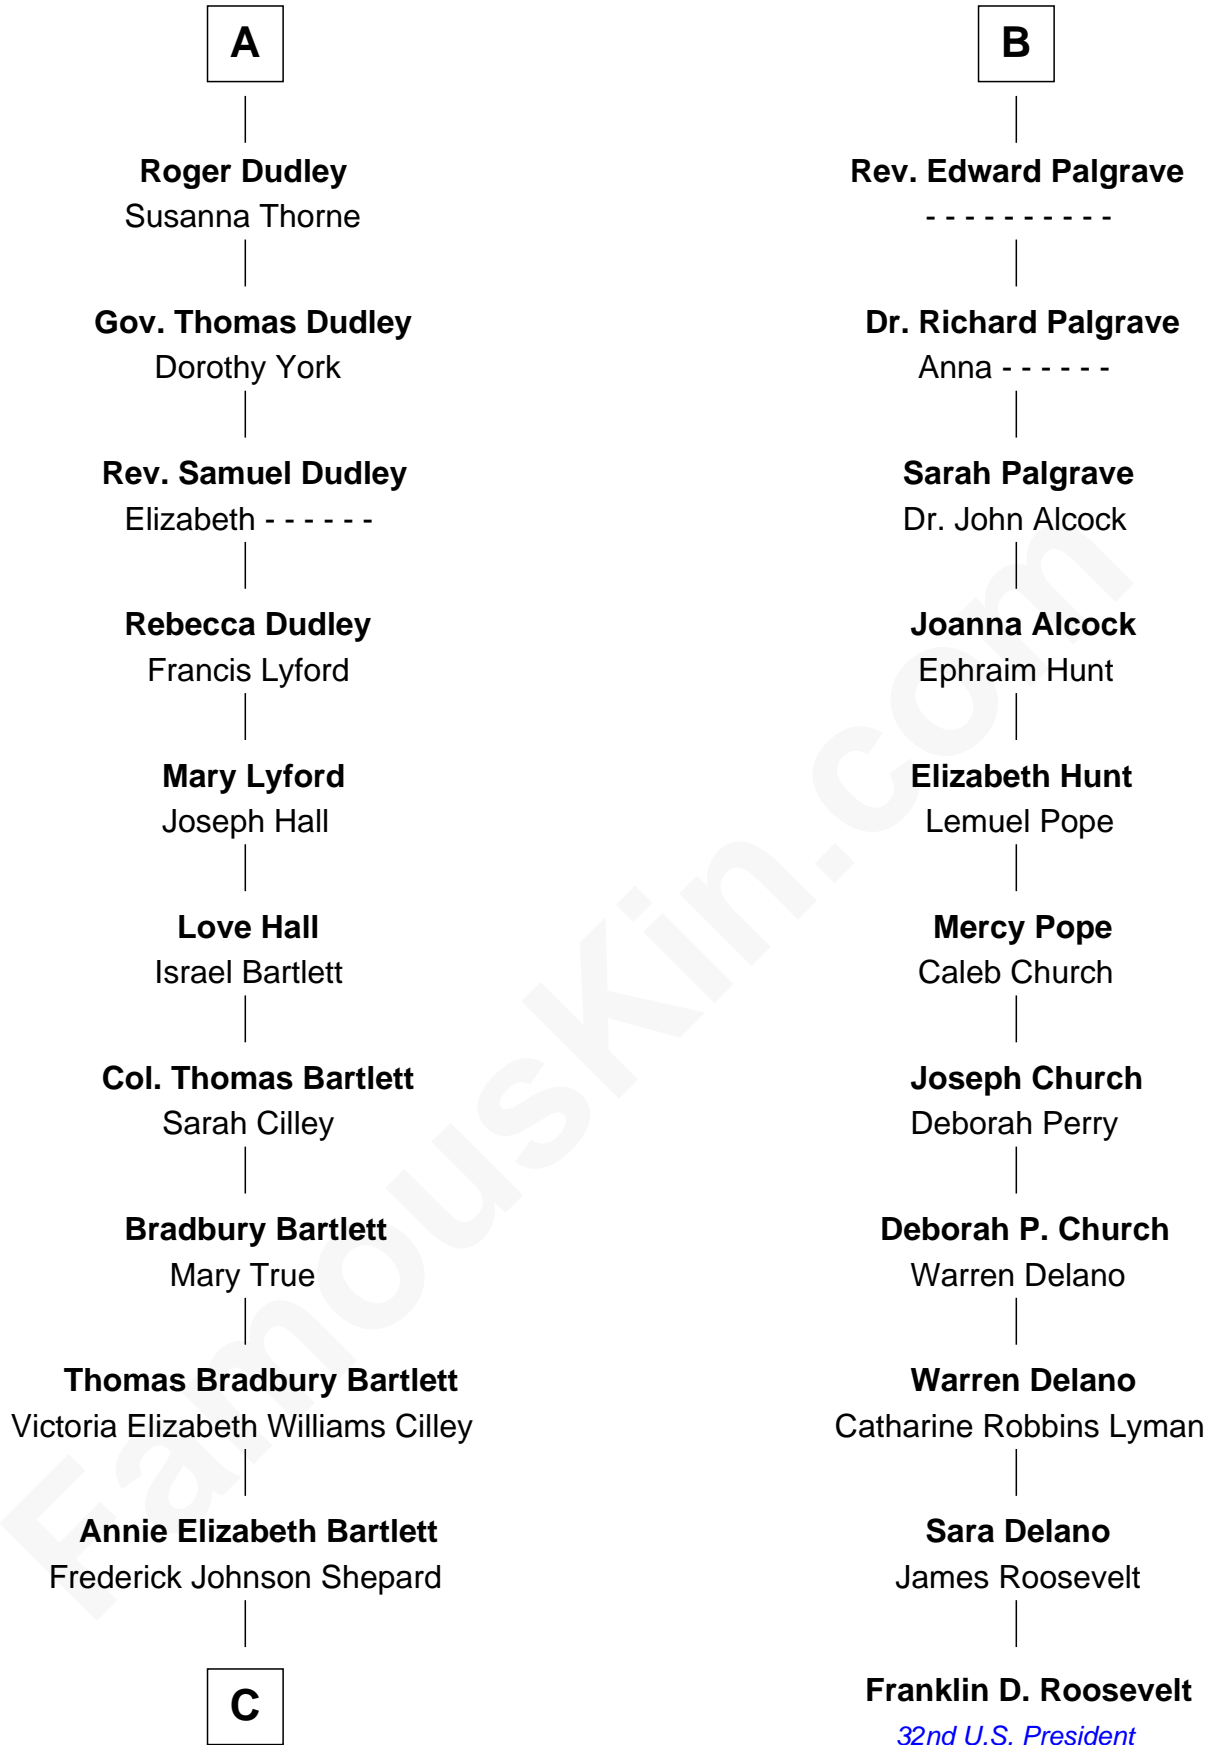 A
Roger Dudley
Susanna Thorne
Gov. Thomas Dudley
Dorothy York
Rev. Samuel Dudley
Elizabeth - - - - - -
Rebecca Dudley
Francis Lyford
Mary Lyford
Joseph Hall
Love Hall
Israel Bartlett
Col. Thomas Bartlett
Sarah Cilley
Bradbury Bartlett
Mary True
Thomas Bradbury Bartlett
Victoria Elizabeth Williams Cilley
Annie Elizabeth Bartlett
Frederick Johnson Shepard
C
B
Rev. Edward Palgrave
- - - - - - - - - -
Dr. Richard Palgrave
Anna - - - - - -
Sarah Palgrave
Dr. John Alcock
Joanna Alcock
Ephraim Hunt
Elizabeth Hunt
Lemuel Pope
Mercy Pope
Caleb Church
Joseph Church
Deborah Perry
Deborah P. Church
Warren Delano
Warren Delano
Catharine Robbins Lyman
Sara Delano
James Roosevelt
Franklin D. Roosevelt
32nd U.S. President
FamousKin.com